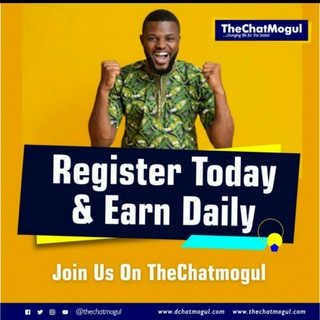 TheChatMogul
...changing life for the better
Register Today
& Earn Daily
Join Us On TheChatmogul
@thechatmogul
www.dchatmogul.com www.thechatmogul.com